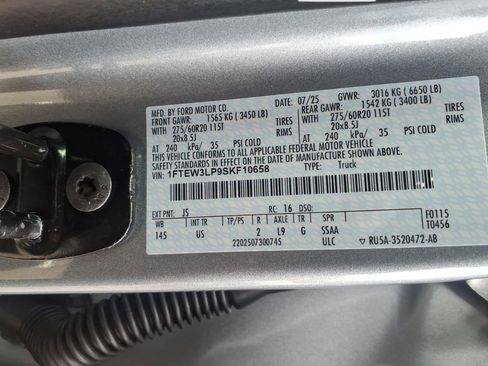 MFD. BY FORD MOTOR CO.
07/25 GVWR: 3016 KG ( 6650 LB)
FRONT GAWR: 1565 KG ( 3450 LB) 1542 KG ( 3400 LB)
WITH 275/60R20 115T TIRES WITH 275/60R20 115T
20x8.5J RIMS 20x8.5J RIMS
AT 240 kPa/ 35 PSI COLD AT 240 kPa/ 35 PSI COLD
THIS VEHICLE CONFORMS TO ALL APPLICABLE FEDERAL MOTOR VEHICLE
SAFETY STANDARDS IN EFFECT ON THE DATE OF MANUFACTURE SHOWN ABOVE.
VIN: 1FTEW3LP9SKF10658 TYPE: Truck
EXT PNT: JS RC: 16 DSO: F0115
WB INT TR TP/PS R AXLE TR SPR T0456
145 US 2 L9 G SSAA
2202507300745 ULC ▽ RU5A-3520472-AB